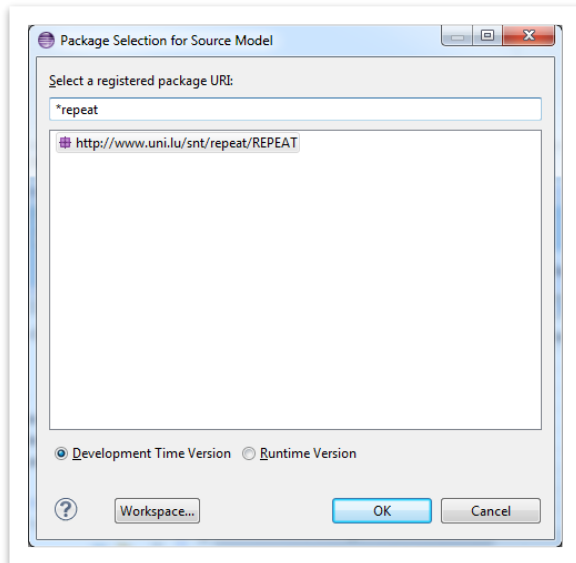 Package Selection for Source Model
Select a registered package URI:
*repeat
http://www.uni.lu/snt/repeat/REPEAT
Development Time Version Runtime Version
? Workspace... OK Cancel